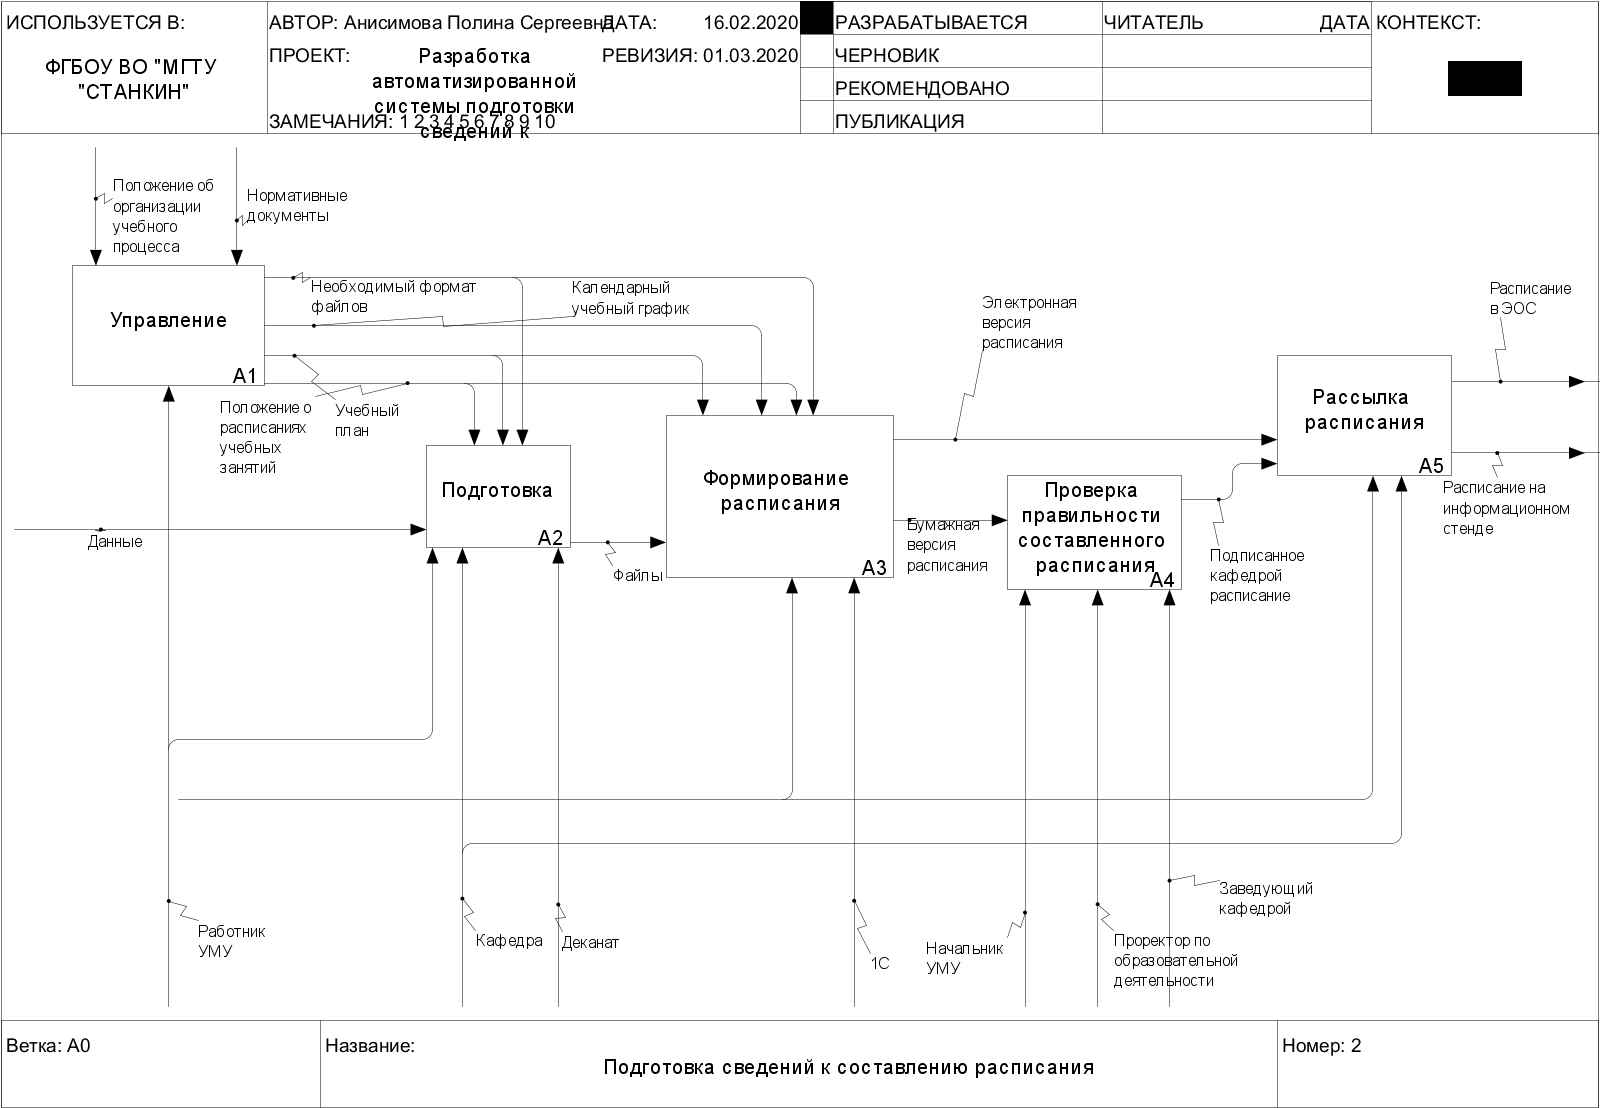 ИСПОЛЬЗУЕТСЯ В:
ФГБОУ ВО "МГТУ
"СТАНКИН"
АВТОР: Анисимова Полина Сергеевна
ДАТА: 16.02.2020
ПРОЕКТ:
Разработка
автоматизированной
системы подготовки
сведений к
РЕВИЗИЯ: 01.03.2020
ЗАМЕЧАНИЯ: 1 2 3 4 5 6 7 8 9 10
РАЗРАБАТЫВАЕТСЯ
ЧЕРНОВИК
РЕКОМЕНДОВАНО
ПУБЛИКАЦИЯ
ЧИТАТЕЛЬ
ДАТА
КОНТЕКСТ:
Положение об
организации
учебного
процесса
Нормативные
документы
Управление
A1
Необходимый формат
файлов
Календарный
учебный график
Положение о
расписаниях
учебных
занятий
Учебный
план
Электронная
версия
расписания
Расписание
в ЭОС
Рассылка
расписания
A5
Подготовка
A2
Формирование
расписания
A3
Проверка
правильности
составленного
расписания
A4
Расписание на
информационном
стенде
Данные
Файлы
Бумажная
версия
расписания
Подписанное
кафедрой
расписание
Работник
УМУ
Кафедра
Деканат
1С
Начальник
УМУ
Проректор по
образовательной
деятельности
Заведующий
кафедрой
Ветка: A0
Название:
Подготовка сведений к составлению расписания
Номер: 2